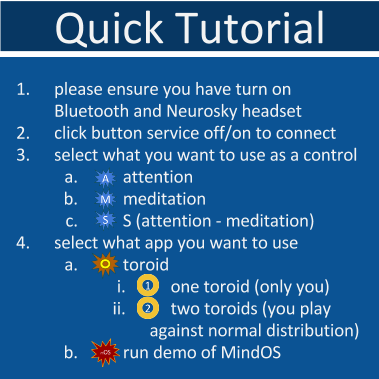 Quick Tutorial
1. please ensure you have turn on
Bluetooth and Neurosky headset
2. click button service off/on to connect
3. select what you want to use as a control
a. A attention
b. M meditation
c. S S (attention - meditation)
4. select what app you want to use
a. O toroid
i. 1 one toroid (only you)
ii. 2 two toroids (you play
against normal distribution)
b. mOS run demo of MindOS